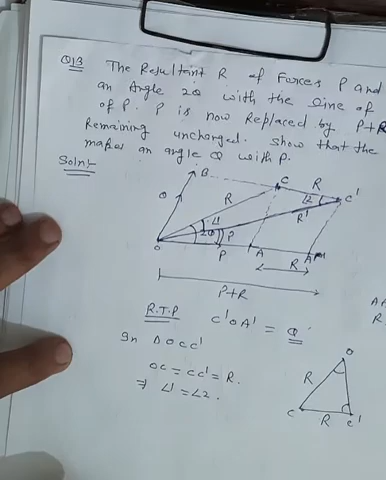 Q13 The Resultant R of Forces P and
an Angle 2θ with the line of
of P. P is now Replaced by P+R
Remaining unchanged. Show that the
makes an angle θ with P.
Soln:-
B C R C'
Q R ∠1 ∠2 R'
2θ P
O P A A'
R
P+R
R.T.P C'OA' = θ
In Δ OCC'
OC = CC' = R.
⇒ ∠1 = ∠2.
O
R
C R C'
AA
R